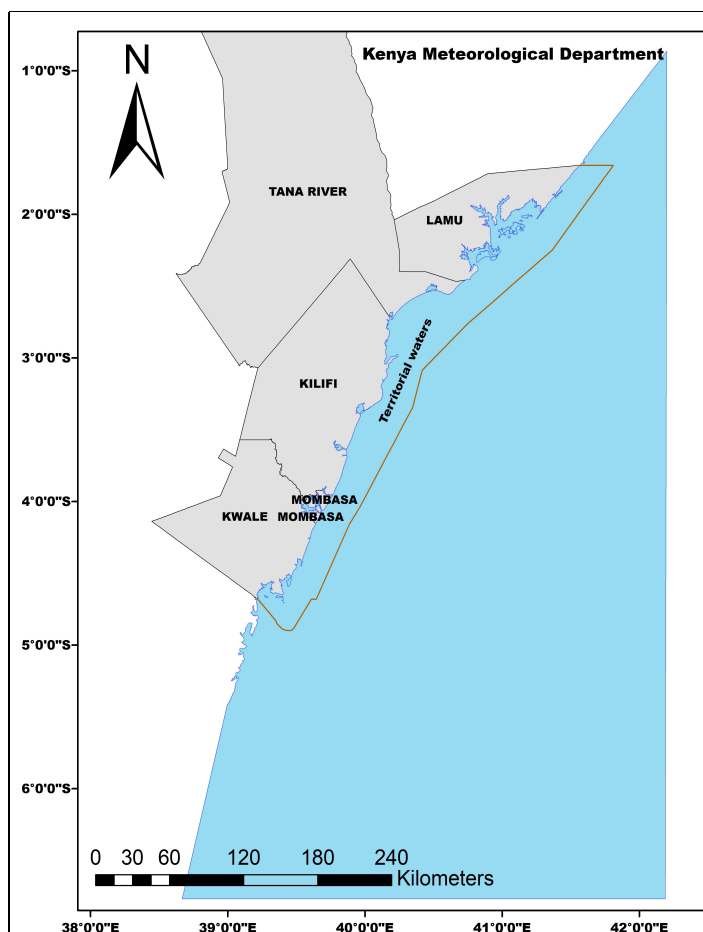 Kenya Meteorological Department
N
1°0'0"S
2°0'0"S
3°0'0"S
4°0'0"S
5°0'0"S
6°0'0"S
TANA RIVER
LAMU
Territorial waters
KILIFI
MOMBASA
KWALE MOMBASA
0 30 60 120 180 240
Kilometers
38°0'0"E 39°0'0"E 40°0'0"E 41°0'0"E 42°0'0"E